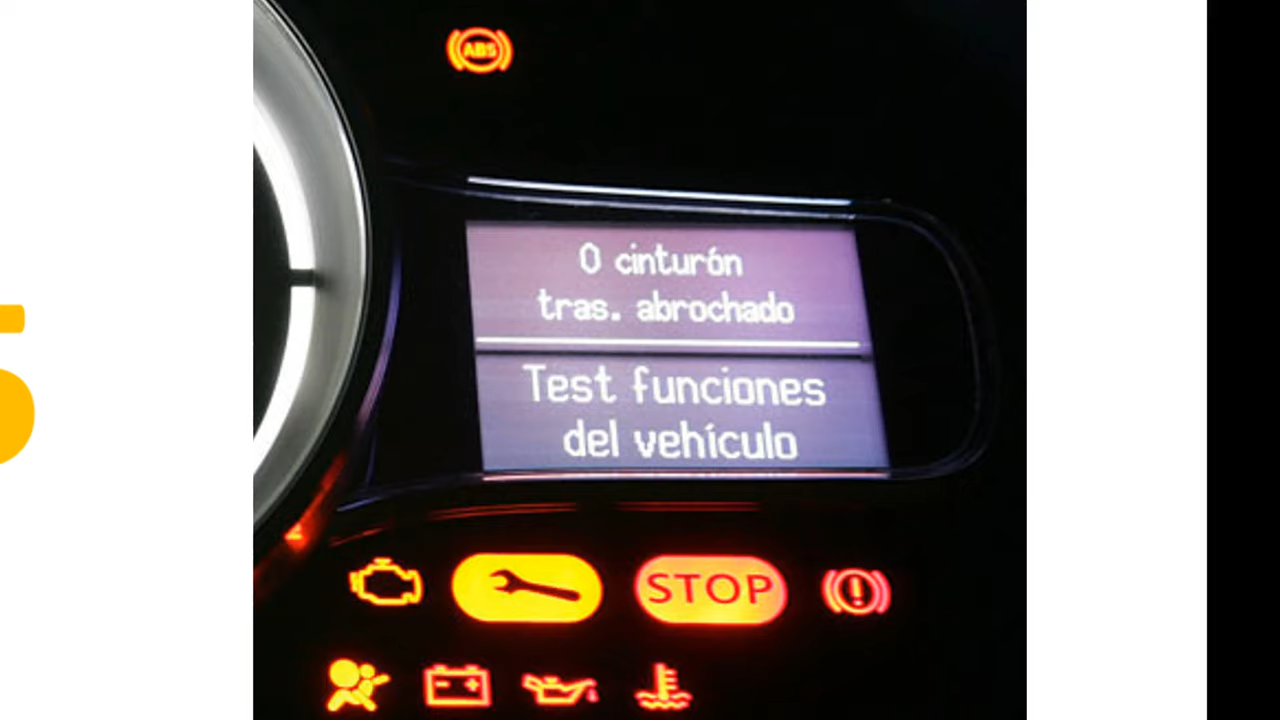 ABS
0 cinturón
tras. abrochado
Test funciones
del vehículo
STOP